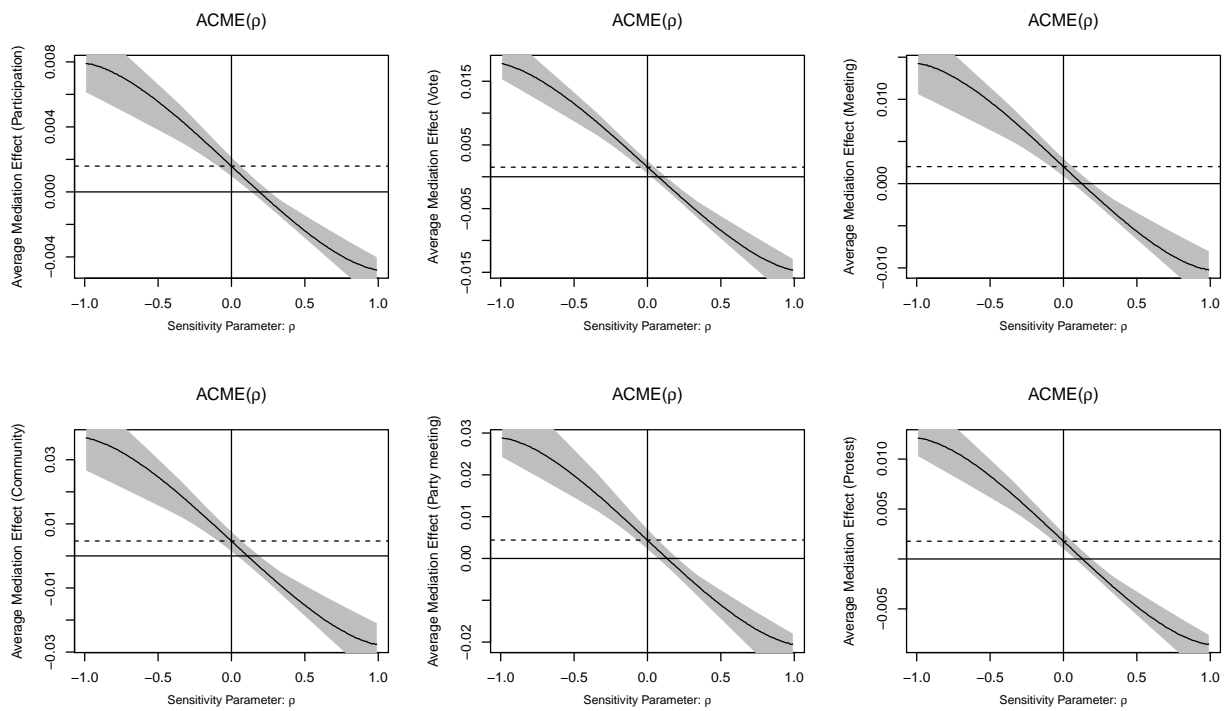 ACME(ρ)
Average Mediation Effect (Participation)
0.008
0.004
0.000
−0.004
−1.0 −0.5 0.0 0.5 1.0
Sensitivity Parameter: ρ
ACME(ρ)
Average Mediation Effect (Vote)
0.015
0.005
−0.005
−0.015
−1.0 −0.5 0.0 0.5 1.0
Sensitivity Parameter: ρ
ACME(ρ)
Average Mediation Effect (Meeting)
0.010
0.000
−0.010
−1.0 −0.5 0.0 0.5 1.0
Sensitivity Parameter: ρ
ACME(ρ)
Average Mediation Effect (Community)
0.03
0.01
−0.01
−0.03
−1.0 −0.5 0.0 0.5 1.0
Sensitivity Parameter: ρ
ACME(ρ)
Average Mediation Effect (Party meeting)
0.03
0.02
0.01
0.00
−0.02
−1.0 −0.5 0.0 0.5 1.0
Sensitivity Parameter: ρ
ACME(ρ)
Average Mediation Effect (Protest)
0.010
0.005
−0.005
−1.0 −0.5 0.0 0.5 1.0
Sensitivity Parameter: ρ